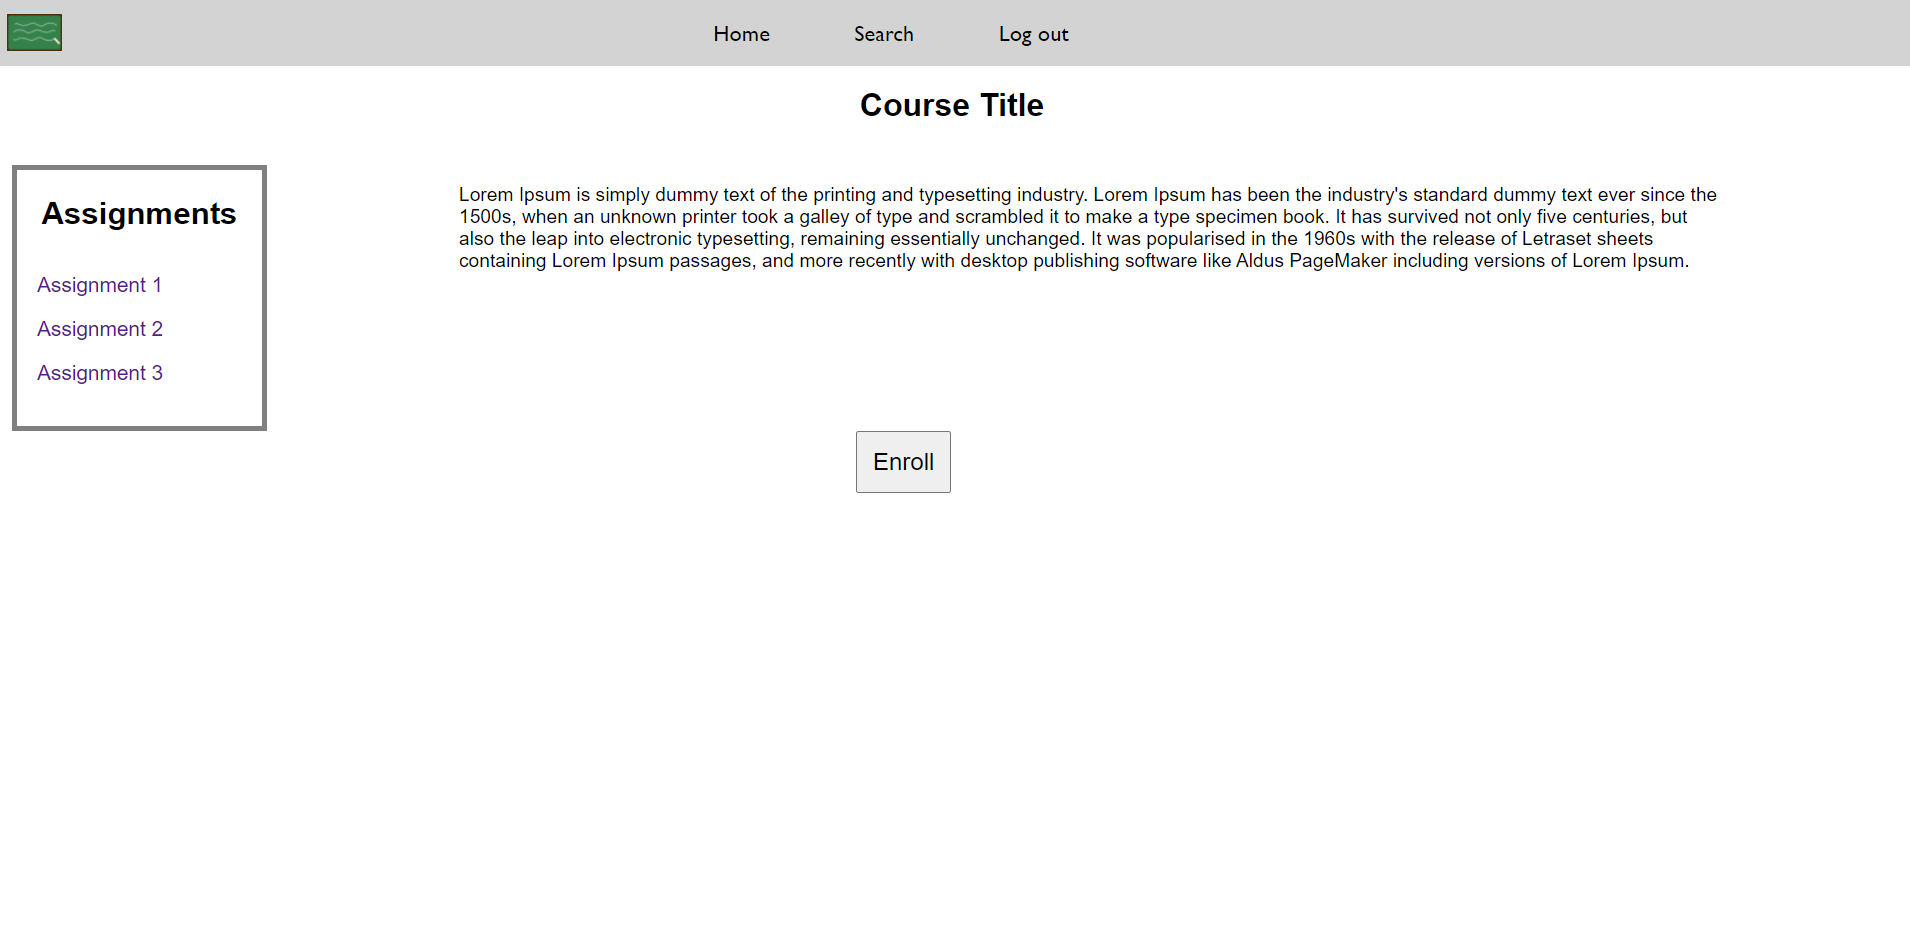 Home Search Log out
Course Title
Assignments
Assignment 1
Assignment 2
Assignment 3
Lorem Ipsum is simply dummy text of the printing and typesetting industry. Lorem Ipsum has been the industry's standard dummy text ever since the
1500s, when an unknown printer took a galley of type and scrambled it to make a type specimen book. It has survived not only five centuries, but
also the leap into electronic typesetting, remaining essentially unchanged. It was popularised in the 1960s with the release of Letraset sheets
containing Lorem Ipsum passages, and more recently with desktop publishing software like Aldus PageMaker including versions of Lorem Ipsum.
Enroll